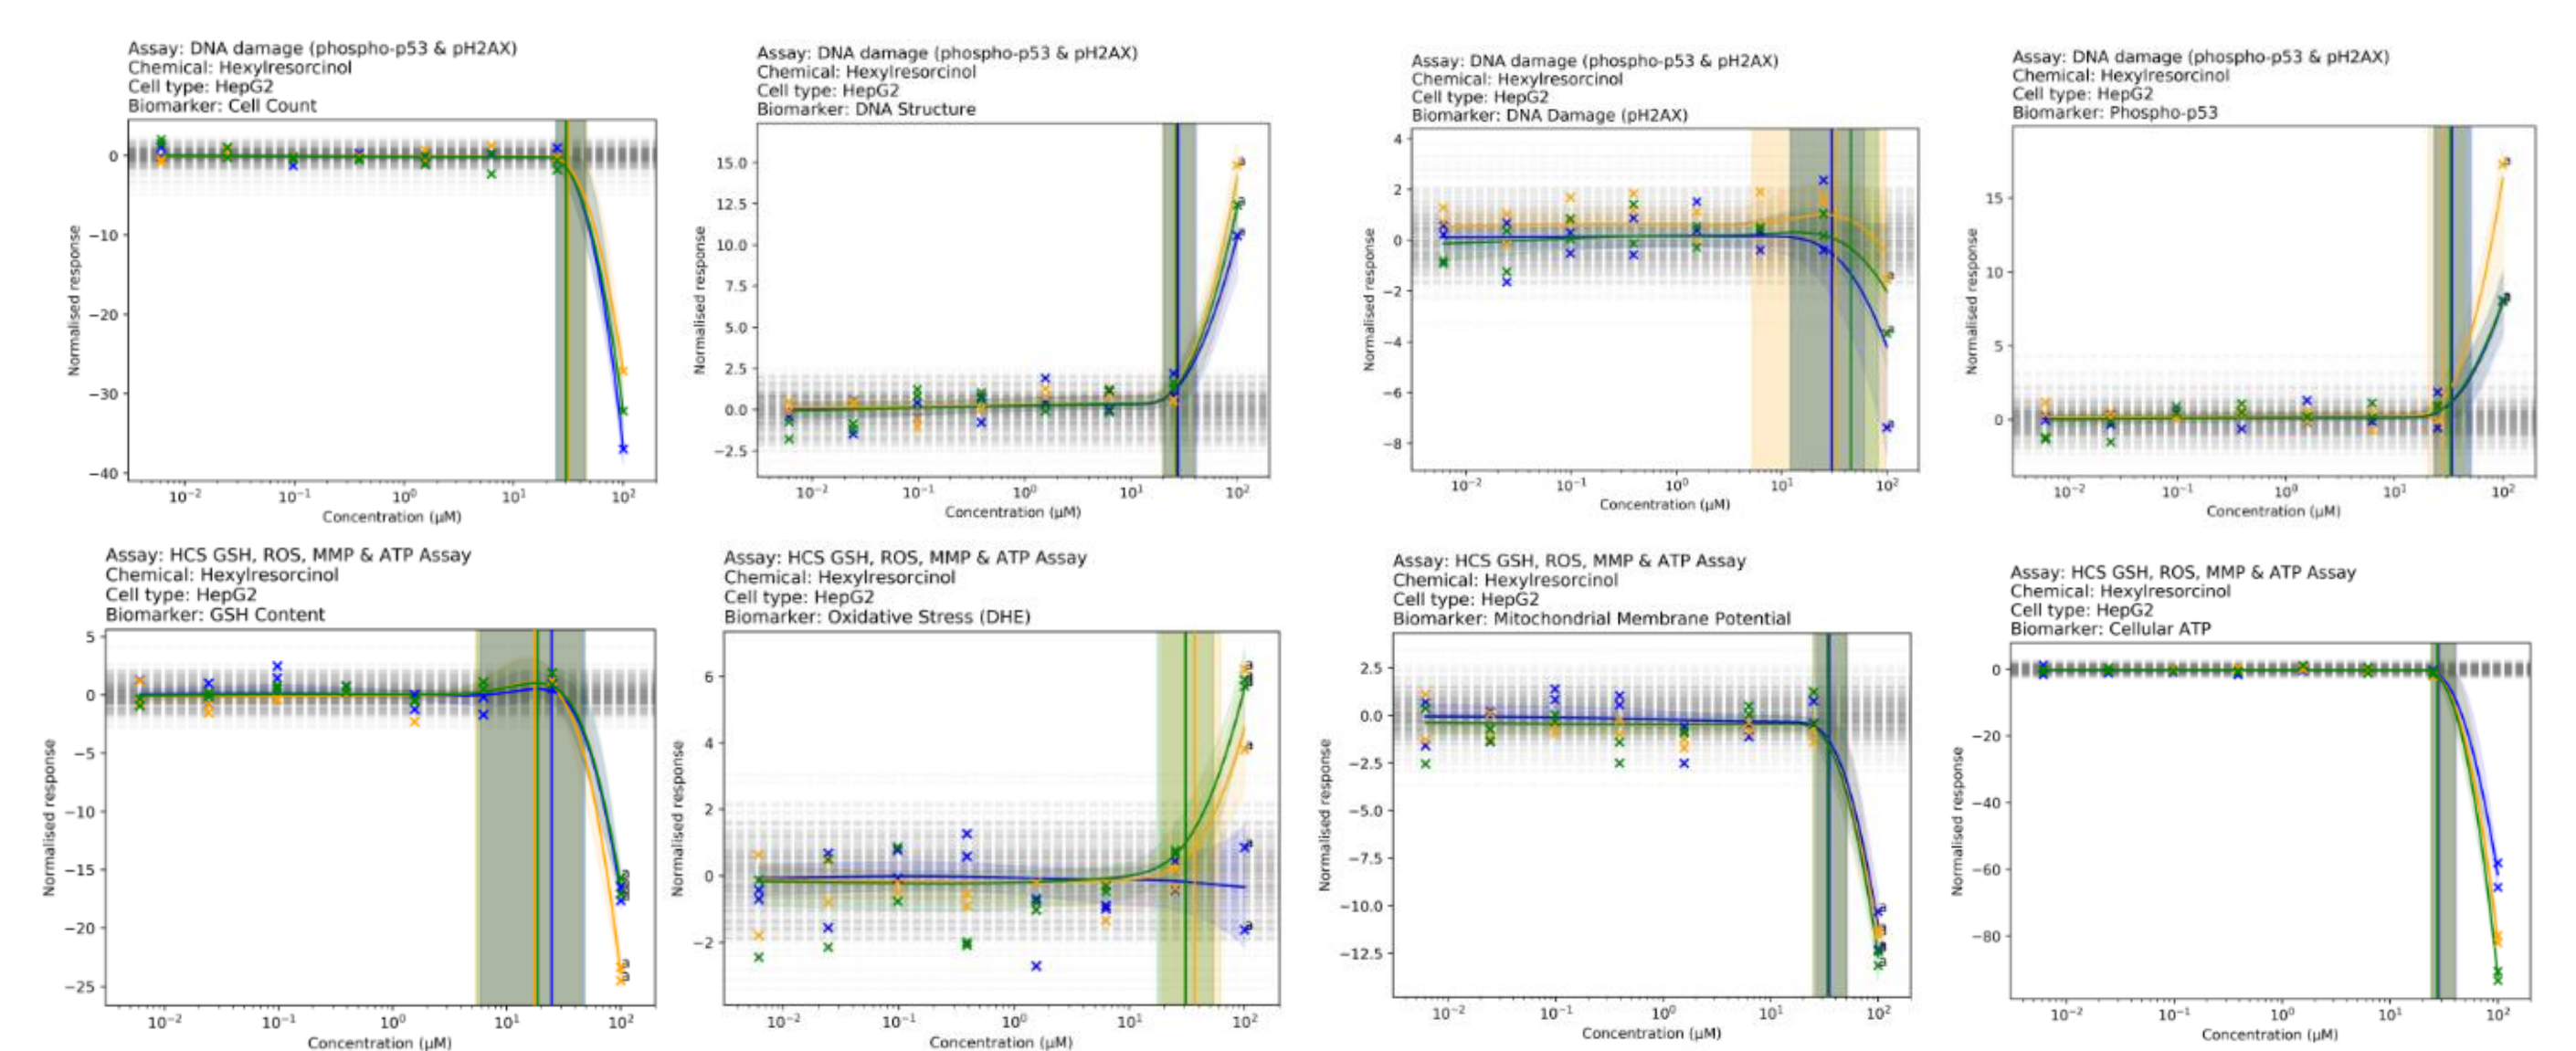 Assay: DNA damage (phospho-p53 & pH2AX)
Chemical: Hexylresorcinol
Cell type: HepG2
Biomarker: Cell Count
Normalised response
0
−10
−20
−30
−40
10⁻² 10⁻¹ 10⁰ 10¹ 10²
Concentration (μM)
Assay: DNA damage (phospho-p53 & pH2AX)
Chemical: Hexylresorcinol
Cell type: HepG2
Biomarker: DNA Structure
Normalised response
15.0
12.5
10.0
7.5
5.0
2.5
0.0
−2.5
a
a
a
10⁻² 10⁻¹ 10⁰ 10¹ 10²
Concentration (μM)
Assay: DNA damage (phospho-p53 & pH2AX)
Chemical: Hexylresorcinol
Cell type: HepG2
Biomarker: DNA Damage (pH2AX)
Normalised response
4
2
0
−2
−4
−6
−8
a
a
a
10⁻² 10⁻¹ 10⁰ 10¹ 10²
Concentration (μM)
Assay: DNA damage (phospho-p53 & pH2AX)
Chemical: Hexylresorcinol
Cell type: HepG2
Biomarker: Phospho-p53
Normalised response
15
10
5
0
a
a
10⁻² 10⁻¹ 10⁰ 10¹ 10²
Concentration (μM)
Assay: HCS GSH, ROS, MMP & ATP Assay
Chemical: Hexylresorcinol
Cell type: HepG2
Biomarker: GSH Content
Normalised response
5
0
−5
−10
−15
−20
−25
a
a
10⁻² 10⁻¹ 10⁰ 10¹ 10²
Concentration (μM)
Assay: HCS GSH, ROS, MMP & ATP Assay
Chemical: Hexylresorcinol
Cell type: HepG2
Biomarker: Oxidative Stress (DHE)
Normalised response
6
4
2
0
−2
a
a
a
a
10⁻² 10⁻¹ 10⁰ 10¹ 10²
Concentration (μM)
Assay: HCS GSH, ROS, MMP & ATP Assay
Chemical: Hexylresorcinol
Cell type: HepG2
Biomarker: Mitochondrial Membrane Potential
Normalised response
2.5
0.0
−2.5
−5.0
−7.5
−10.0
−12.5
a
a
a
10⁻² 10⁻¹ 10⁰ 10¹ 10²
Concentration (μM)
Assay: HCS GSH, ROS, MMP & ATP Assay
Chemical: Hexylresorcinol
Cell type: HepG2
Biomarker: Cellular ATP
Normalised response
0
−20
−40
−60
−80
10⁻² 10⁻¹ 10⁰ 10¹ 10²
Concentration (μM)